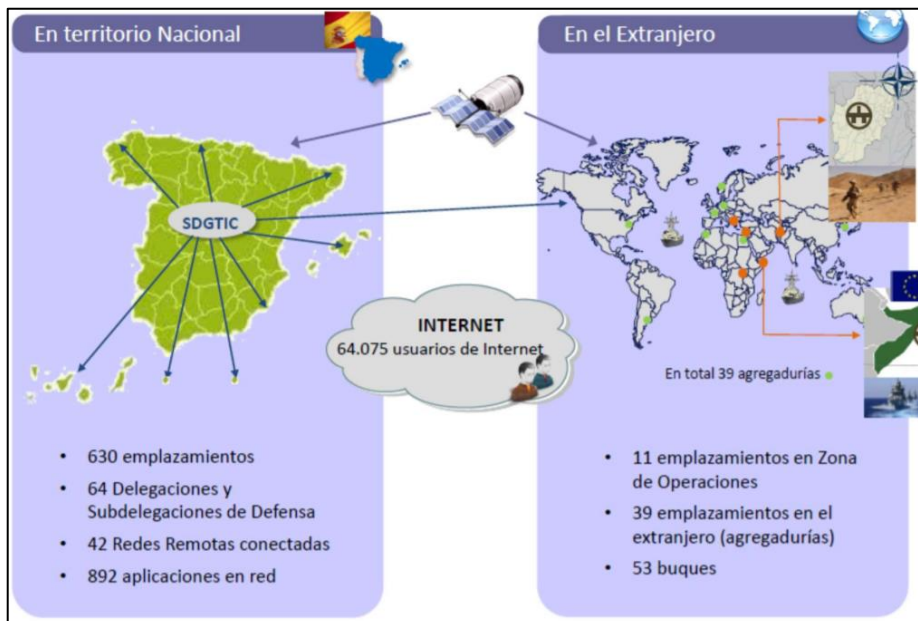 En territorio Nacional
SDGTIC
630 emplazamientos
64 Delegaciones y
Subdelegaciones de Defensa
42 Redes Remotas conectadas
892 aplicaciones en red
INTERNET
64.075 usuarios de Internet
En el Extranjero
En total 39 agregadurías
11 emplazamientos en Zona
de Operaciones
39 emplazamientos en el
extranjero (agregadurías)
53 buques